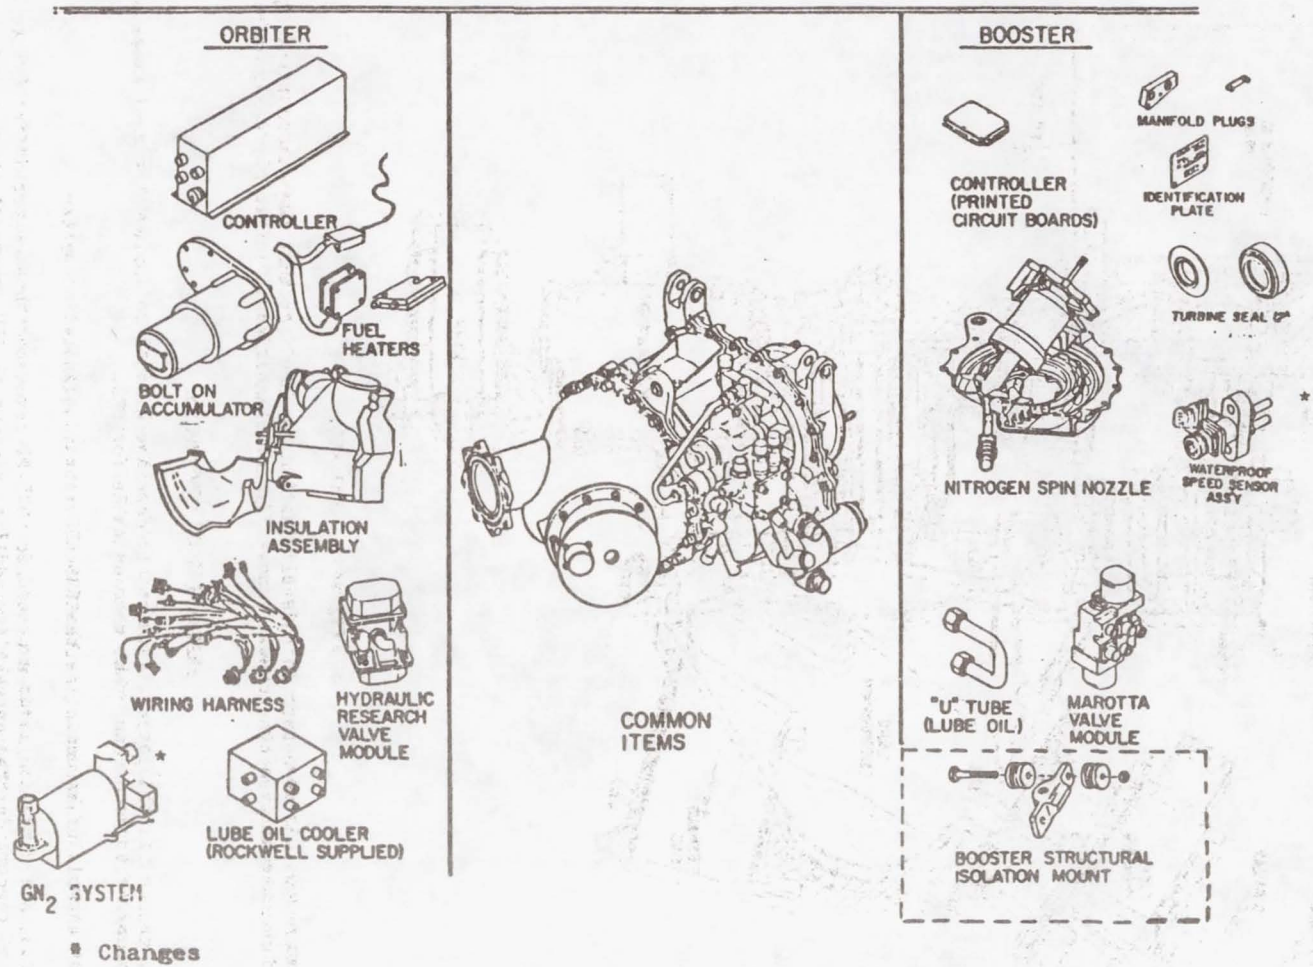 ORBITER
CONTROLLER
FUEL
HEATERS
BOLT ON
ACCUMULATOR
INSULATION
ASSEMBLY
WIRING HARNESS
HYDRAULIC
RESEARCH
VALVE
MODULE
*
LUBE OIL COOLER
(ROCKWELL SUPPLIED)
GN2 SYSTEM
* Changes
COMMON
ITEMS
BOOSTER
CONTROLLER
(PRINTED
CIRCUIT BOARDS)
MANIFOLD PLUGS
IDENTIFICATION
PLATE
TURBINE SEAL
NITROGEN SPIN NOZZLE
*
WATERPROOF
SPEED SENSOR
ASSY
"U" TUBE
(LUBE OIL)
MAROTTA
VALVE
MODULE
BOOSTER STRUCTURAL
ISOLATION MOUNT